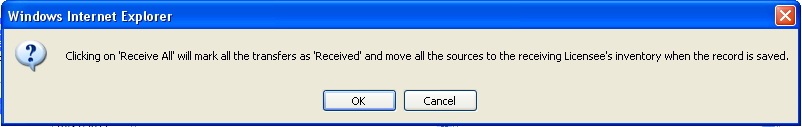 Windows Internet Explorer
Clicking on 'Receive All' will mark all the transfers as 'Received' and move all the sources to the receiving Licensee's inventory when the record is saved.
OK
Cancel